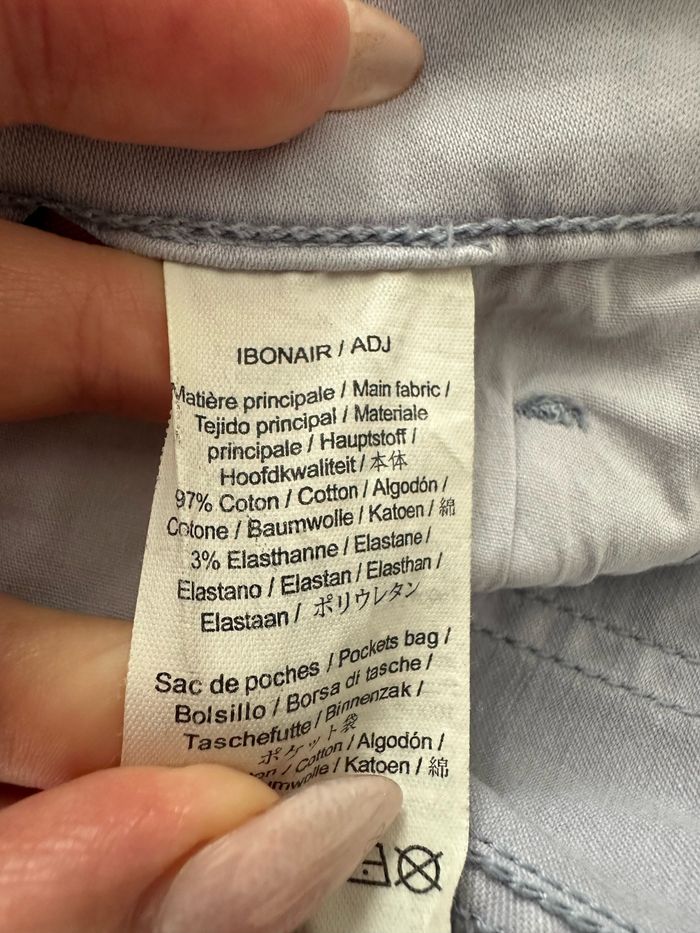 IBONAIR / ADJ
Matière principale / Main fabric /
Tejido principal / Materiale
principale / Hauptstoff /
Hoofdkwaliteit / 本体
97% Coton / Cotton / Algodón /
Cotone / Baumwolle / Katoen / 綿
3% Elasthanne / Elastane /
Elastano / Elastan / Elasthan /
Elastaan / ポリウレタン
Sac de poches / Pockets bag /
Bolsillo / Borsa di tasche /
Taschefutte / Binnenzak /
ポケット袋
/ Cotton / Algodón /
/ Katoen / 綿